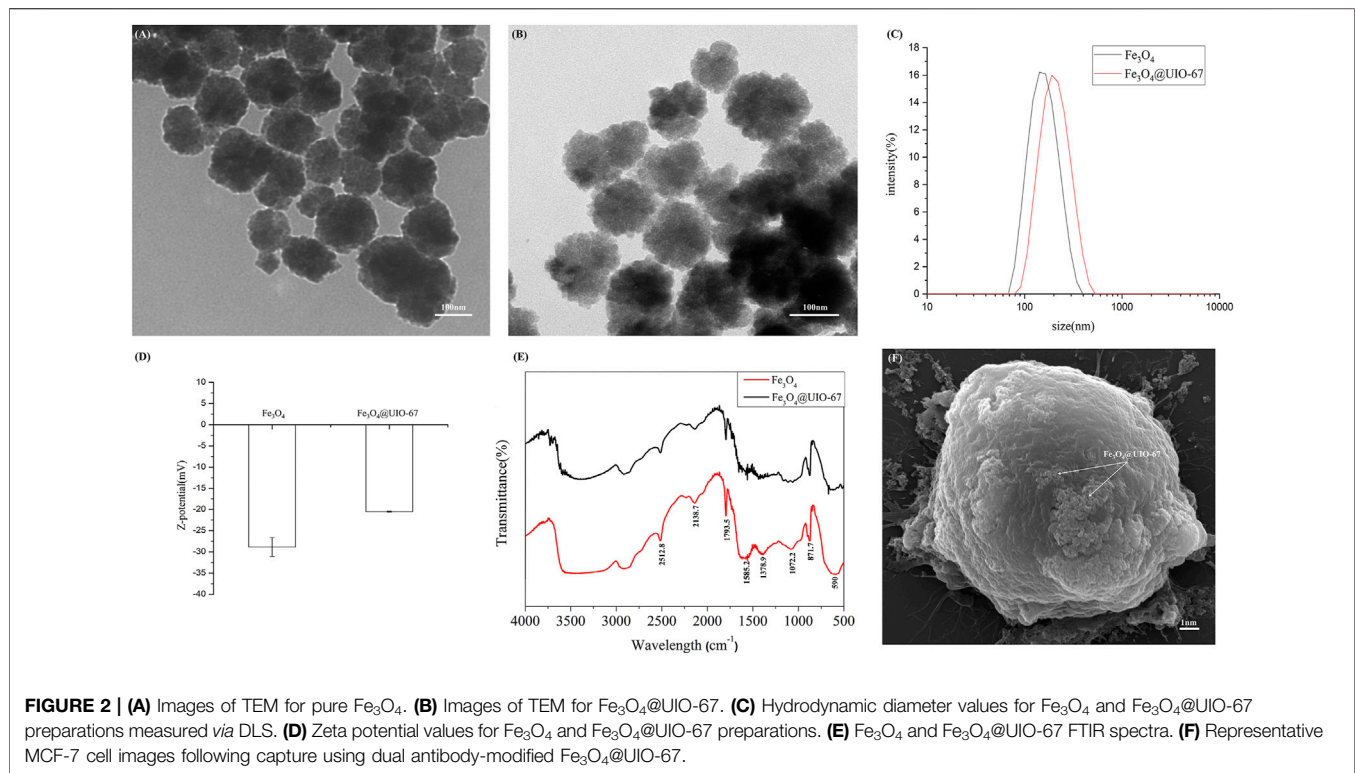 (A)
100nm
(B)
100nm
(C)
Fe₃O₄
Fe₃O₄@UIO-67
intensity(%)
18
16
14
12
10
8
6
4
2
0
10
100
1000
10000
size(nm)
(D)
Z-potential(mV)
10
5
0
-5
-10
-15
-20
-25
-30
-35
-40
Fe₃O₄
Fe₃O₄@UIO-67
(E)
Fe₃O₄
Fe₃O₄@UIO-67
Transmittance(%)
2512.8
2138.7
1793.5
1585.2
1378.9
1072.2
871.7
590
4000
3500
3000
2500
2000
1500
1000
500
Wavelength (cm⁻¹)
(F)
Fe₃O₄@UIO-67
1nm
FIGURE 2 | (A) Images of TEM for pure Fe₃O₄. (B) Images of TEM for Fe₃O₄@UIO-67. (C) Hydrodynamic diameter values for Fe₃O₄ and Fe₃O₄@UIO-67
preparations measured via DLS. (D) Zeta potential values for Fe₃O₄ and Fe₃O₄@UIO-67 preparations. (E) Fe₃O₄ and Fe₃O₄@UIO-67 FTIR spectra. (F) Representative
MCF-7 cell images following capture using dual antibody-modified Fe₃O₄@UIO-67.